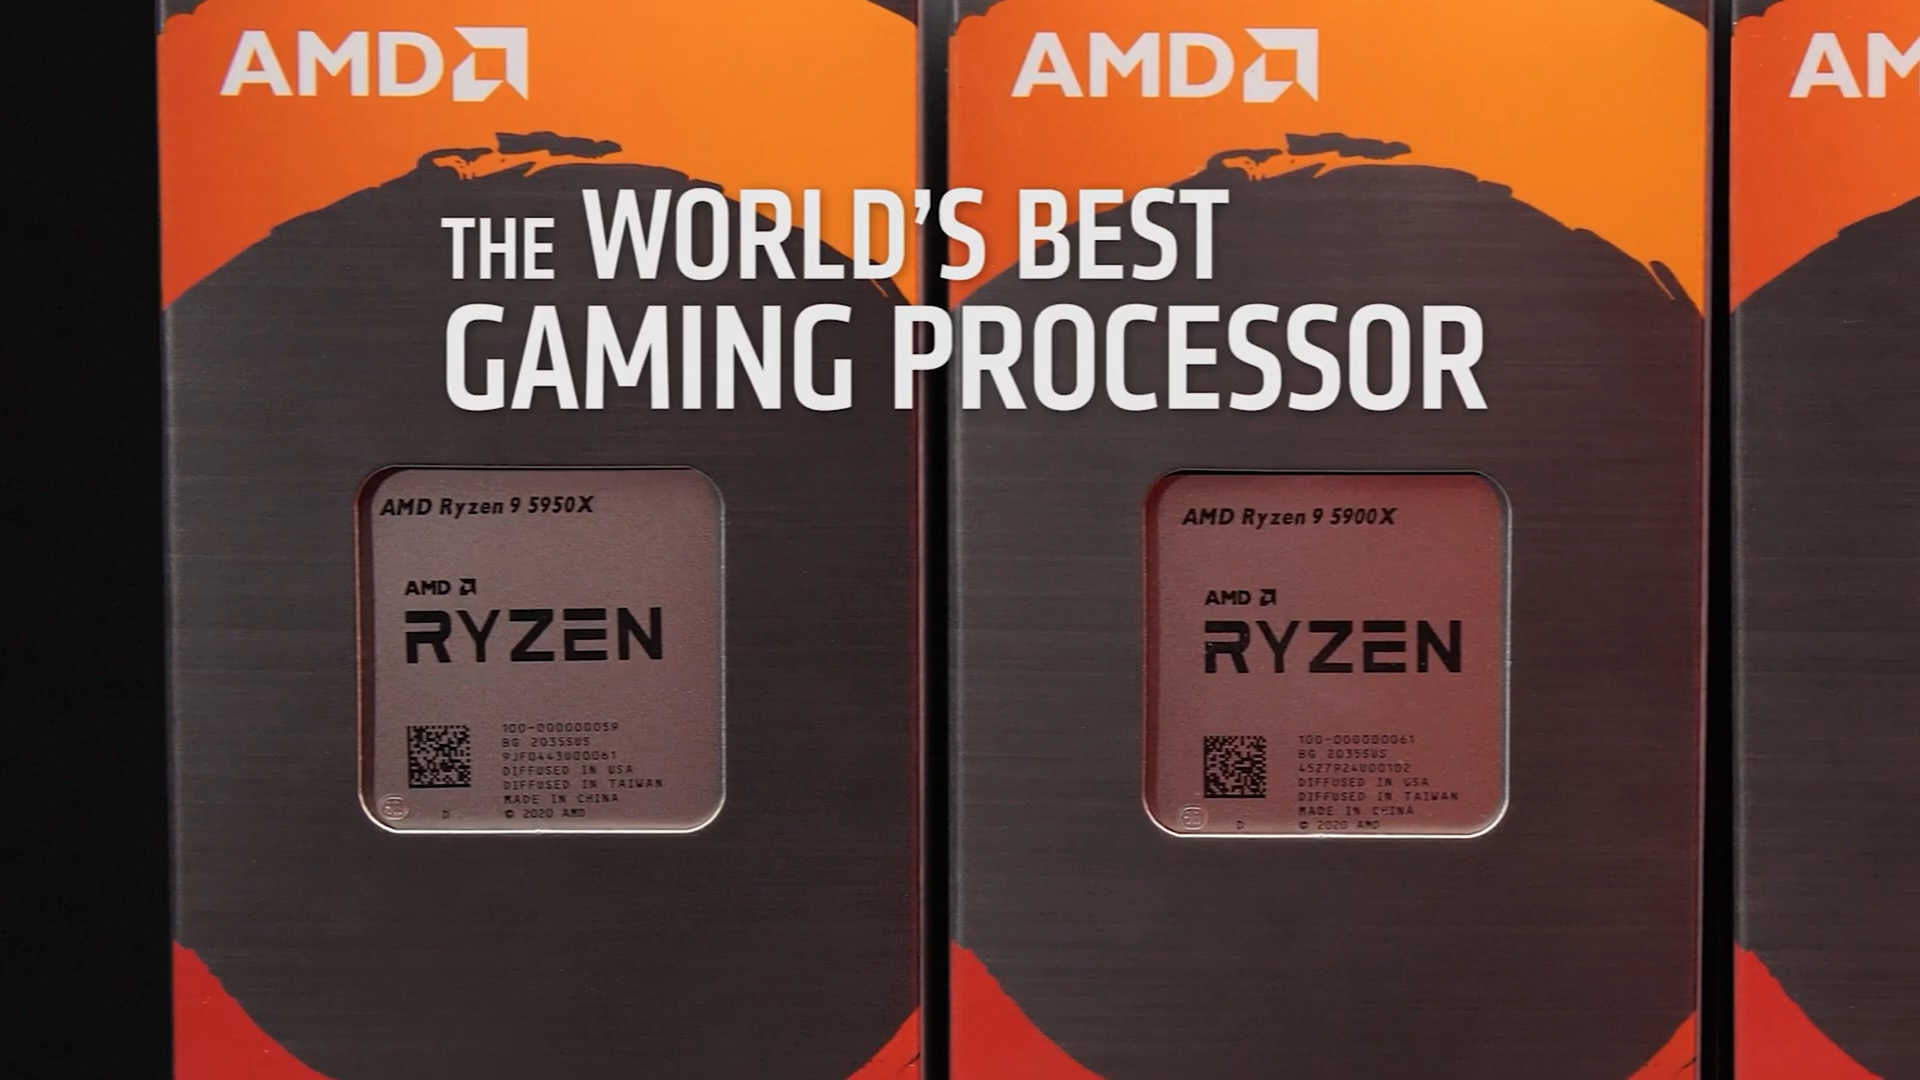 AMD
AMD
AM
THE WORLD'S BEST
GAMING PROCESSOR
AMD Ryzen 9 5950X
AMD
RYZEN
100-000000059
BG 2035SUS
9JF0443U00061
DIFFUSED IN USA
DIFFUSED IN TAIWAN
MADE IN CHINA
© 2020 AMD
D
AMD Ryzen 9 5900X
AMD
RYZEN
100-000000061
BG 2035SUS
4527924U00102
DIFFUSED IN USA
DIFFUSED IN TAIWAN
MADE IN CHINA
© 2020 AMD
D